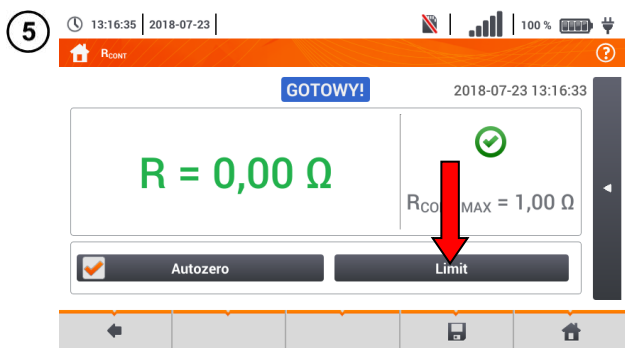 5
13:16:35 2018-07-23 100 %
RCONT
?
GOTOWY! 2018-07-23 13:16:33
R = 0,00 Ω
MAX = 1,00 Ω
Autozero Limit